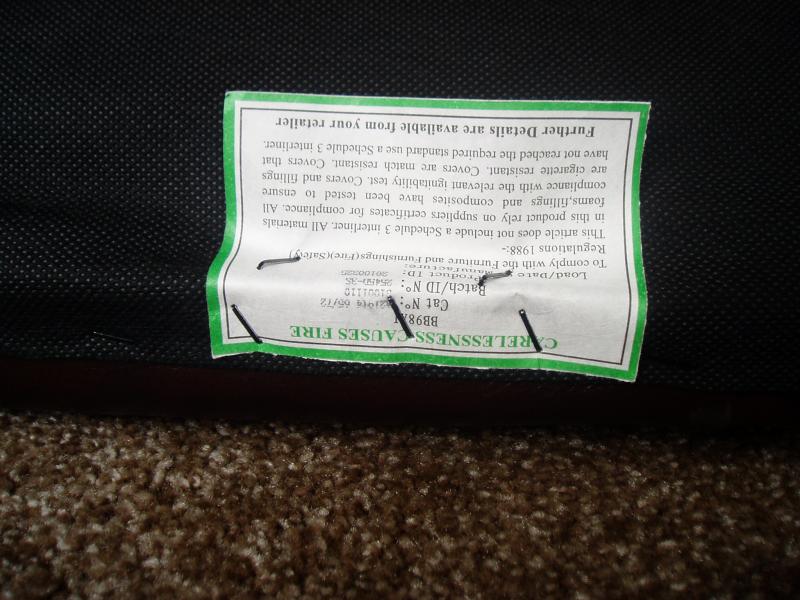 CARELESSNESS CAUSES FIRE
Cat Nº:
Batch/ID Nº: 51001110
Product ID: 25450-3S
Load/Date Manufacture: 20100325
To comply with the Furniture and Furnishings(Fire)(Safety)
Regulations 1988:-
This article does not include a Schedule 3 interliner. All materials
in this product rely on suppliers certificates for compliance. All
foams,fillings and composites have been tested to ensure
compliance with the relevant ignitability test. Covers and fillings
are cigarette resistant. Covers are match resistant. Covers that
have not reached the required standard use a Schedule 3 interliner.
Further Details are available from your retailer